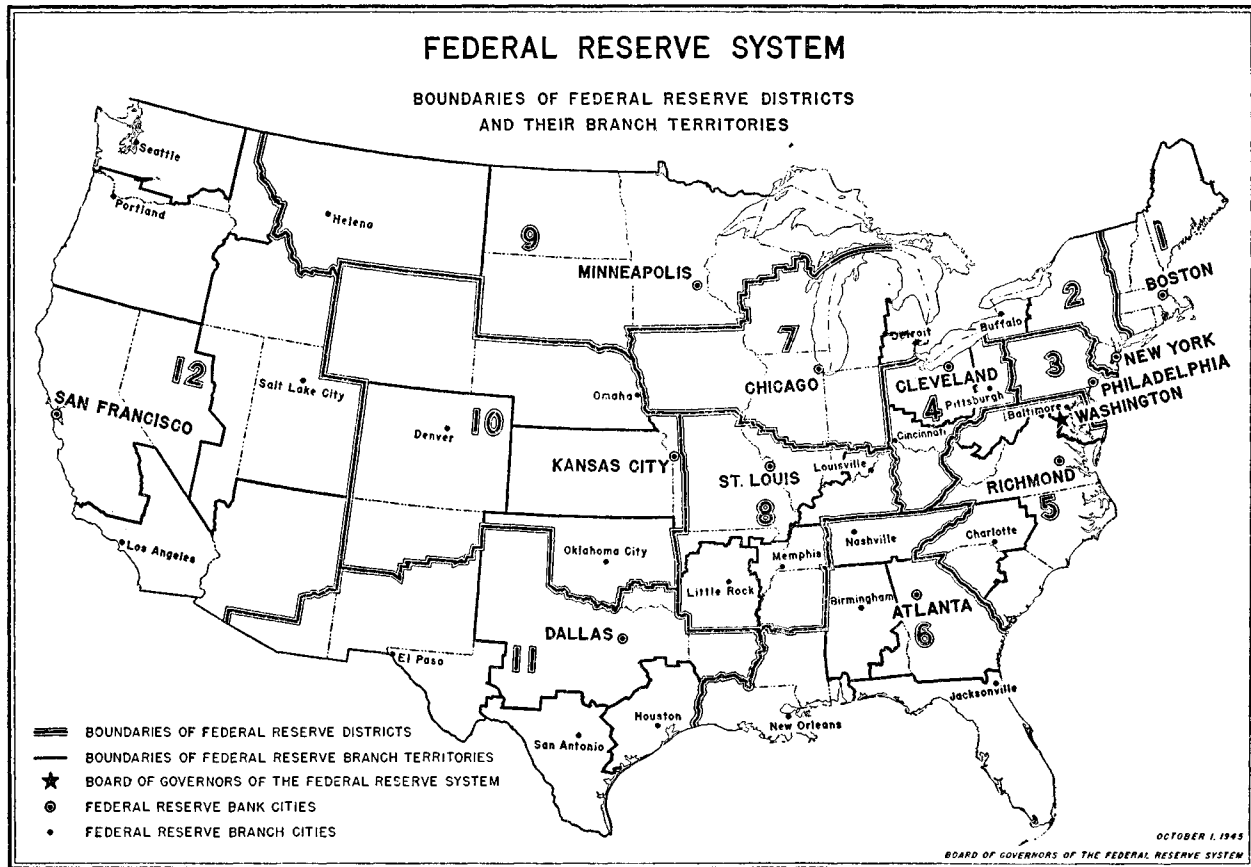 FEDERAL RESERVE SYSTEM
BOUNDARIES OF FEDERAL RESERVE DISTRICTS
AND THEIR BRANCH TERRITORIES
Seattle
Portland
Helena
9
MINNEAPOLIS
1
BOSTON
2
Buffalo
Detroit
7
CHICAGO
3
NEW YORK
PHILADELPHIA
WASHINGTON
CLEVELAND
4
Pittsburgh
Baltimore
Cincinnati
12
SAN FRANCISCO
Salt Lake City
Omaha
Denver
10
KANSAS CITY
ST. LOUIS
8
Louisville
RICHMOND
5
Los Angeles
Oklahoma City
Memphis
Nashville
Charlotte
Little Rock
Birmingham
ATLANTA
6
DALLAS
11
El Paso
Jacksonville
New Orleans
Houston
San Antonio
BOUNDARIES OF FEDERAL RESERVE DISTRICTS
BOUNDARIES OF FEDERAL RESERVE BRANCH TERRITORIES
BOARD OF GOVERNORS OF THE FEDERAL RESERVE SYSTEM
FEDERAL RESERVE BANK CITIES
FEDERAL RESERVE BRANCH CITIES
OCTOBER 1, 1945
BOARD OF GOVERNORS OF THE FEDERAL RESERVE SYSTEM